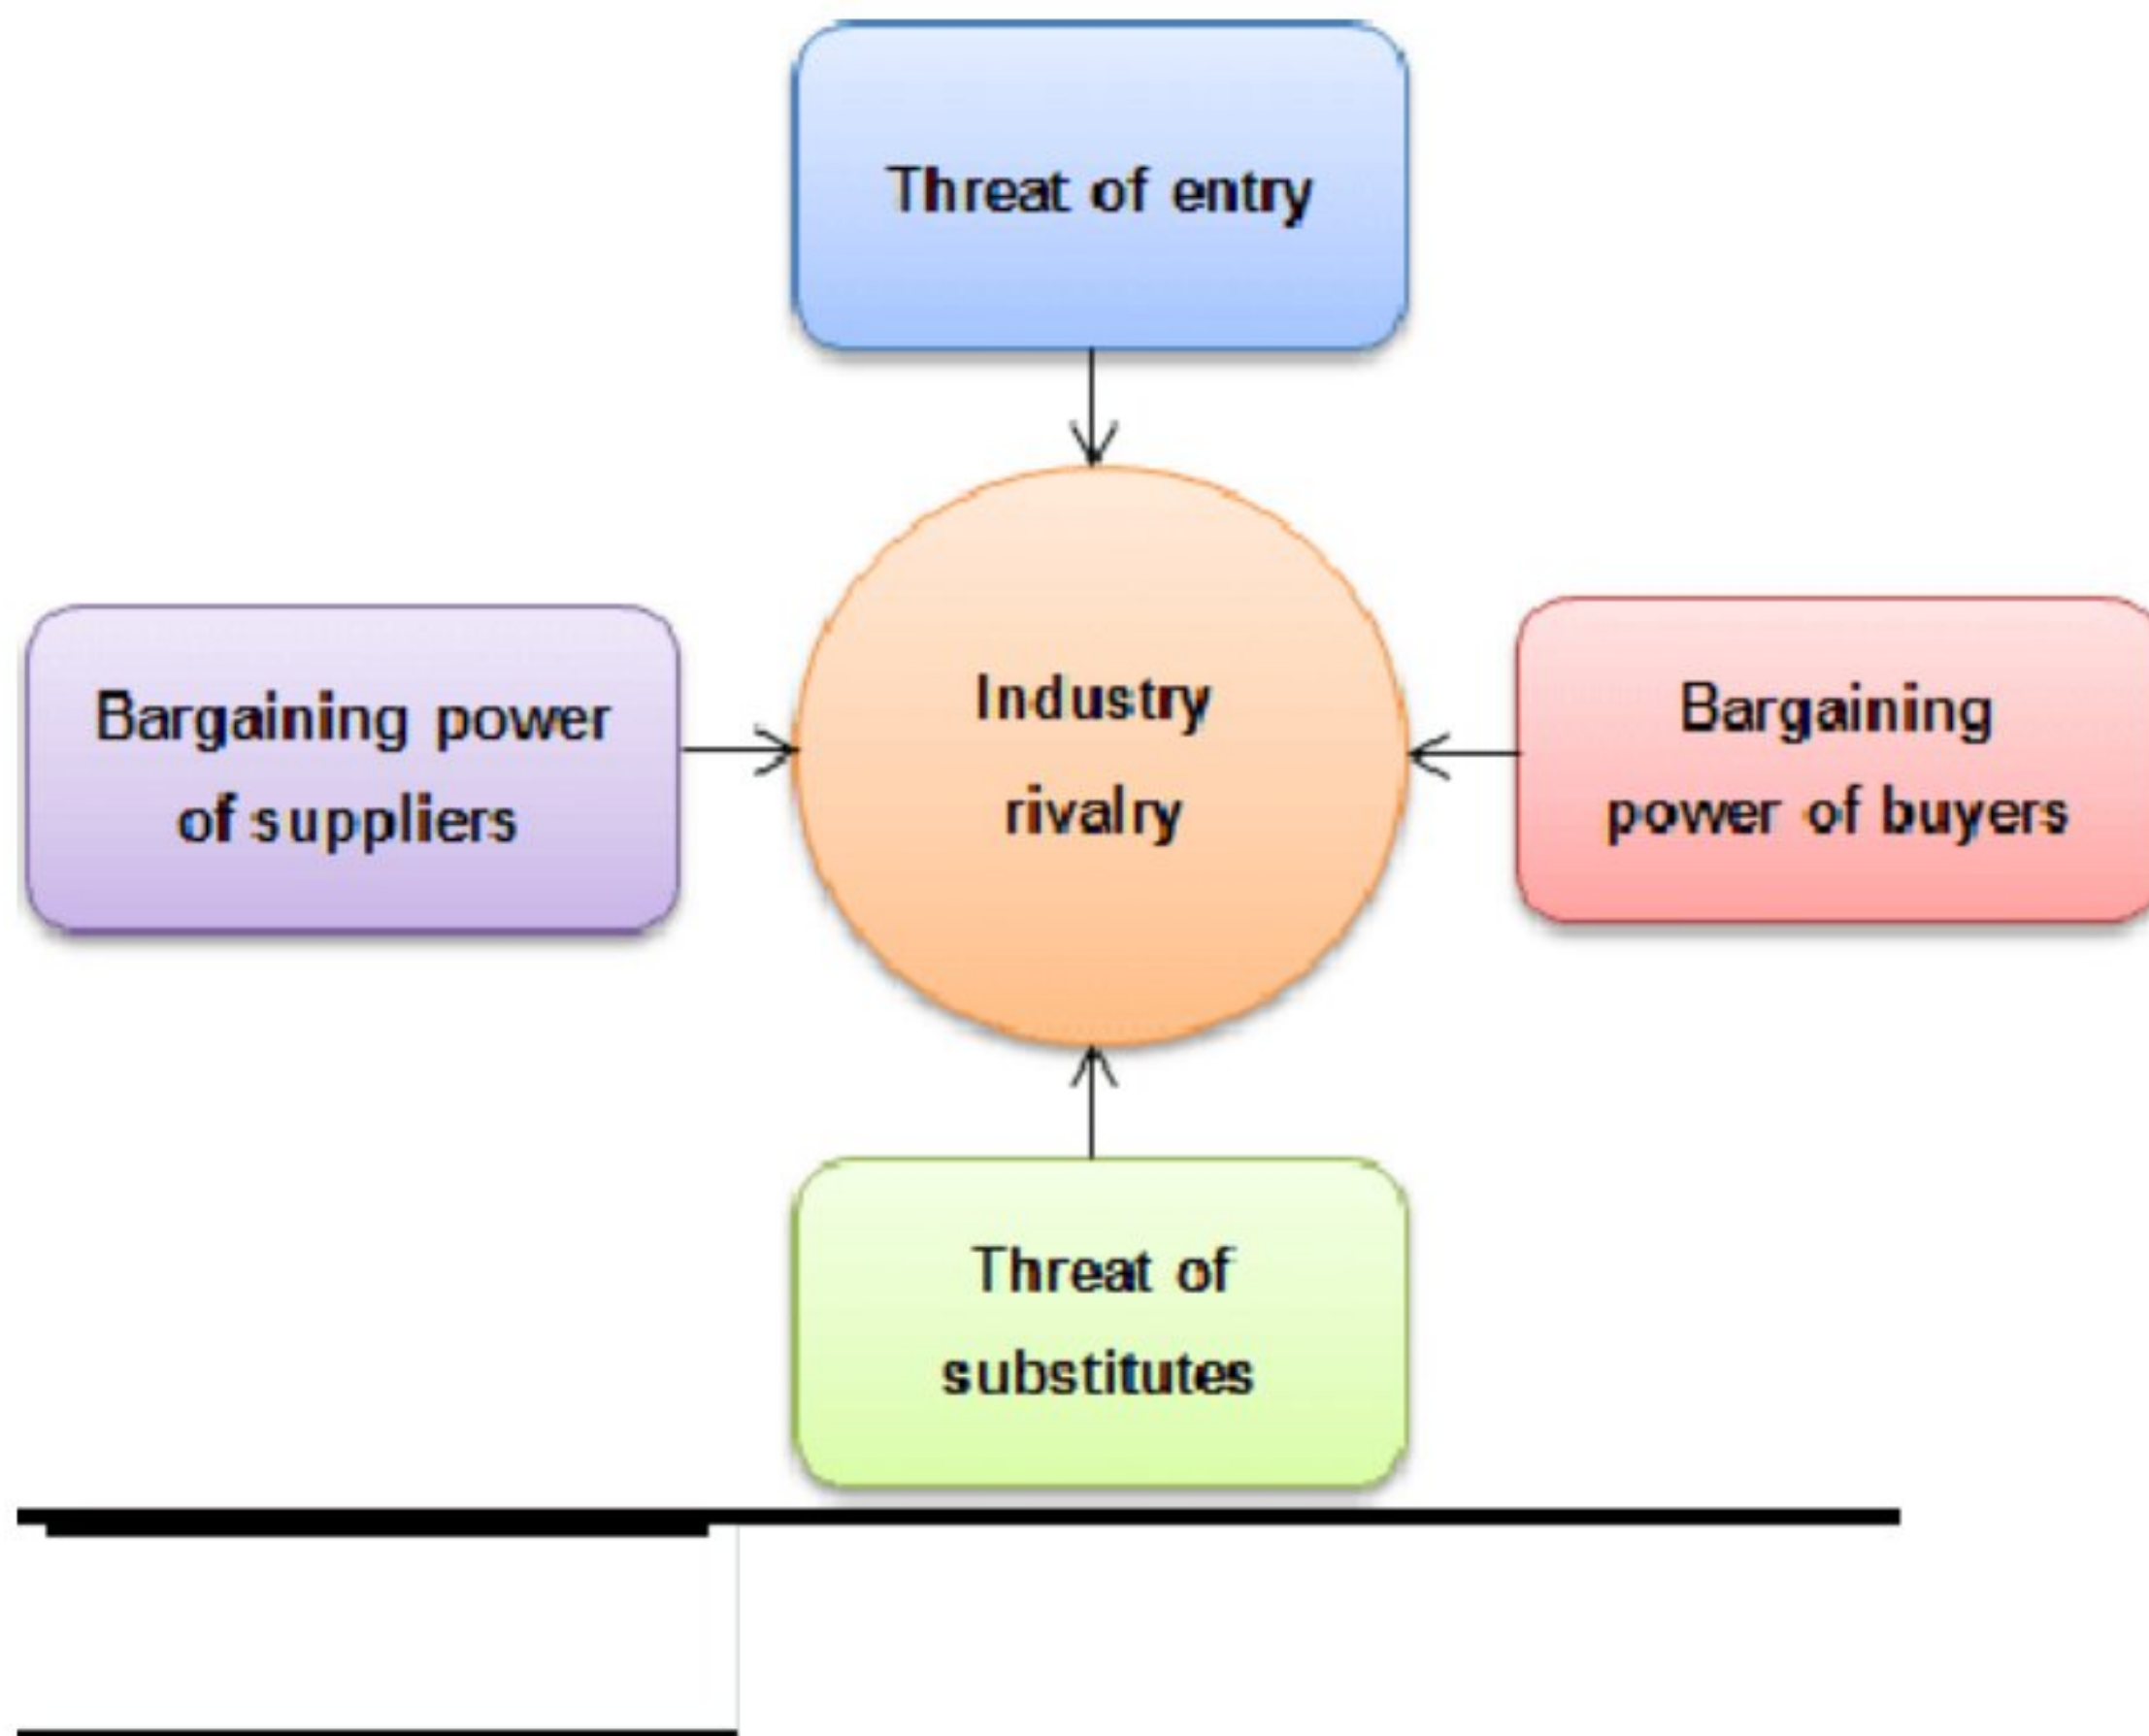 Threat of entry
Bargaining power
of suppliers
Industry
rivalry
Bargaining
power of buyers
Threat of
substitutes